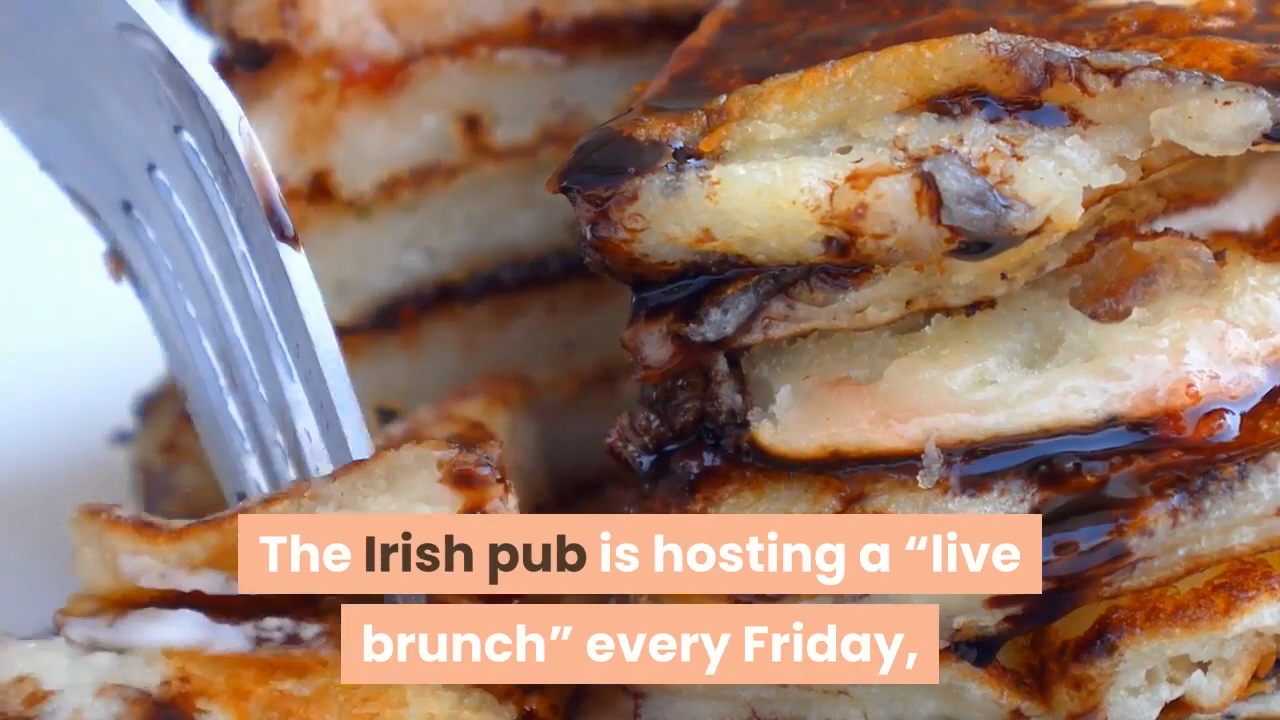 The Irish pub is hosting a “live
brunch” every Friday,